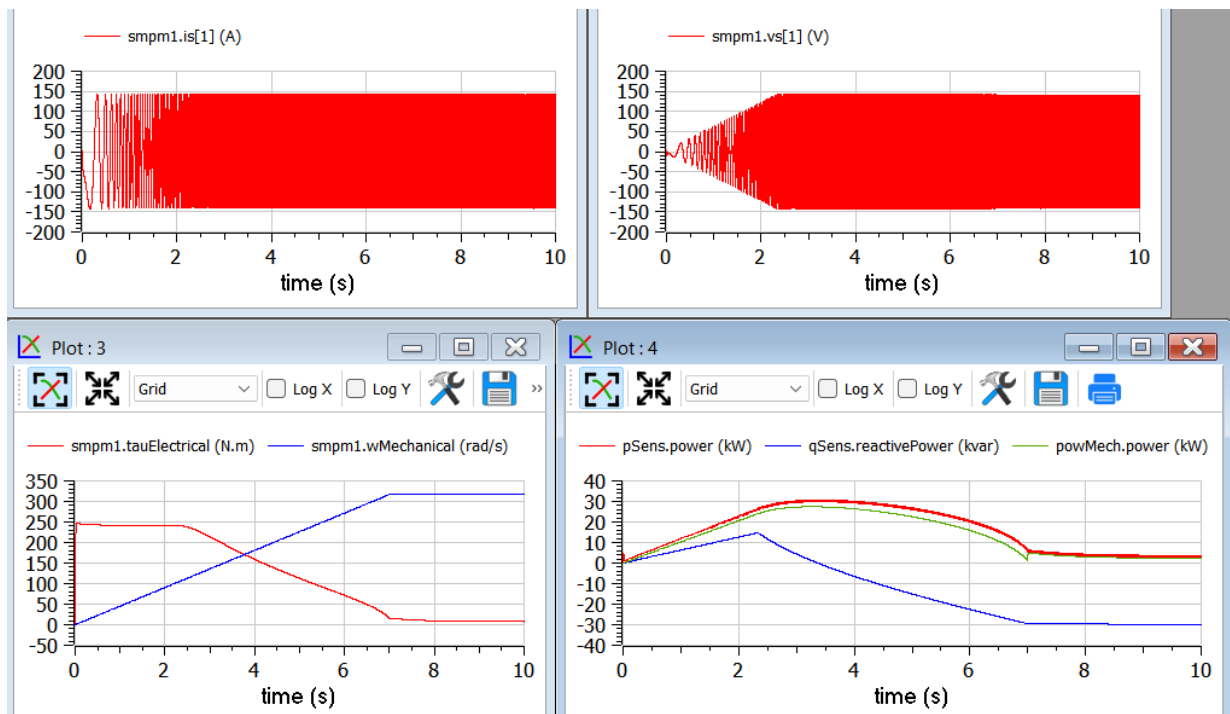 smpm1.is[1] (A)
200
150
100
50
0
-50
-100
-150
-200
0 2 4 6 8 10
time (s)
smpm1.vs[1] (V)
200
150
100
50
0
-50
-100
-150
-200
0 2 4 6 8 10
time (s)
Plot : 3
Grid Log X Log Y »
smpm1.tauElectrical (N.m) smpm1.wMechanical (rad/s)
350
300
250
200
150
100
50
0
-50
0 2 4 6 8 10
time (s)
Plot : 4
Grid Log X Log Y
pSens.power (kW) qSens.reactivePower (kvar) powMech.power (kW)
40
30
20
10
0
-10
-20
-30
-40
0 2 4 6 8 10
time (s)